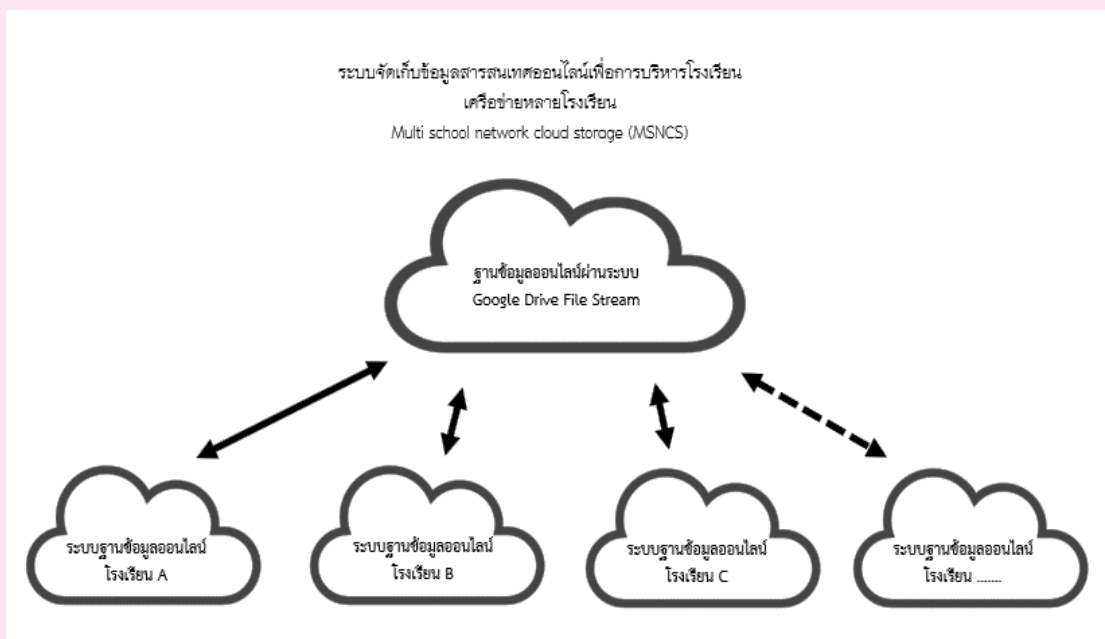 ระบบจัดเก็บข้อมูลสารสนเทศออนไลน์เพื่อการบริหารโรงเรียน
เครือข่ายหลายโรงเรียน
Multi school network cloud storage (MSNCS)
ฐานข้อมูลออนไลน์ผ่านระบบ
Google Drive File Stream
ระบบฐานข้อมูลออนไลน์
โรงเรียน A
ระบบฐานข้อมูลออนไลน์
โรงเรียน B
ระบบฐานข้อมูลออนไลน์
โรงเรียน C
ระบบฐานข้อมูลออนไลน์
โรงเรียน .......